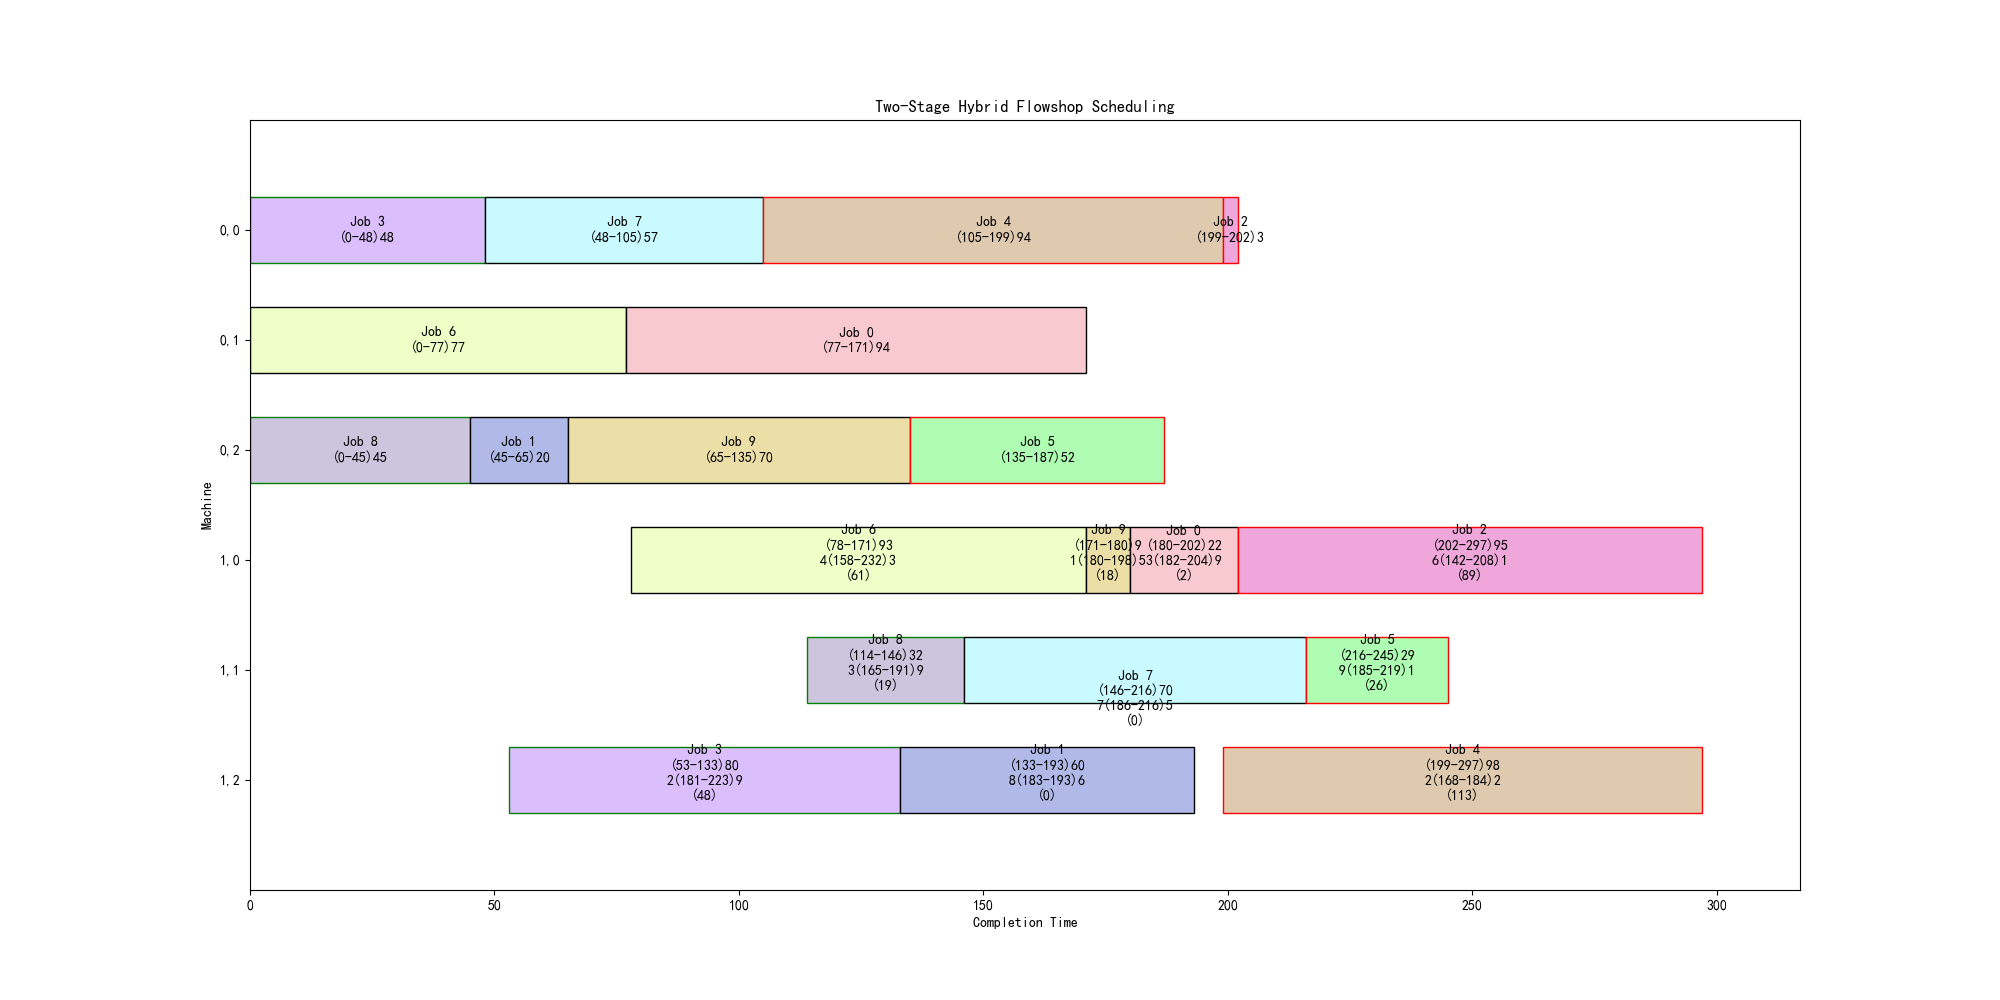 Two-Stage Hybrid Flowshop Scheduling
0,0
Job 3
(0-48)48
Job 7
(48-105)57
Job 4
(105-199)94
Job 2
(199-202)3
0,1
Job 6
(0-77)77
Job 0
(77-171)94
0,2
Job 8
(0-45)45
Job 1
(45-65)20
Job 9
(65-135)70
Job 5
(135-187)52
Machine
1,0
Job 6
(78-171)93
4(158-232)3
(61)
Job 9
(171-180)9
1(180-198)53
(18)
Job 0
(180-202)22
(182-204)9
(2)
Job 2
(202-297)95
6(142-208)1
(89)
1,1
Job 8
(114-146)32
3(165-191)9
(19)
Job 7
(146-216)70
7(186-216)5
(0)
Job 5
(216-245)29
9(185-219)1
(26)
1,2
Job 3
(53-133)80
2(181-223)9
(48)
Job 1
(133-193)60
8(183-193)6
(0)
Job 4
(199-297)98
2(168-184)2
(113)
0
50
100
150
200
250
300
Completion Time